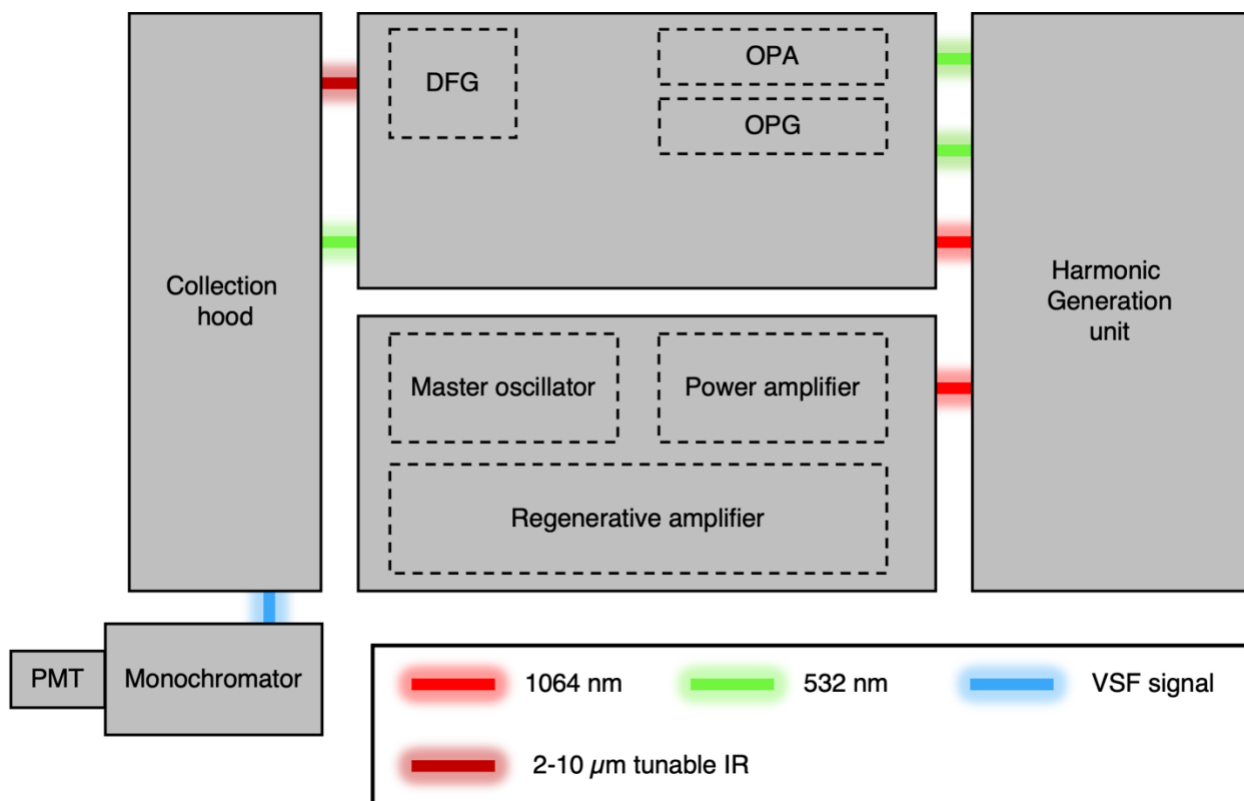 DFG
OPA
OPG
Collection
hood
Harmonic
Generation
unit
Master oscillator
Power amplifier
Regenerative amplifier
PMT
Monochromator
1064 nm
532 nm
VSF signal
2-10 µm tunable IR